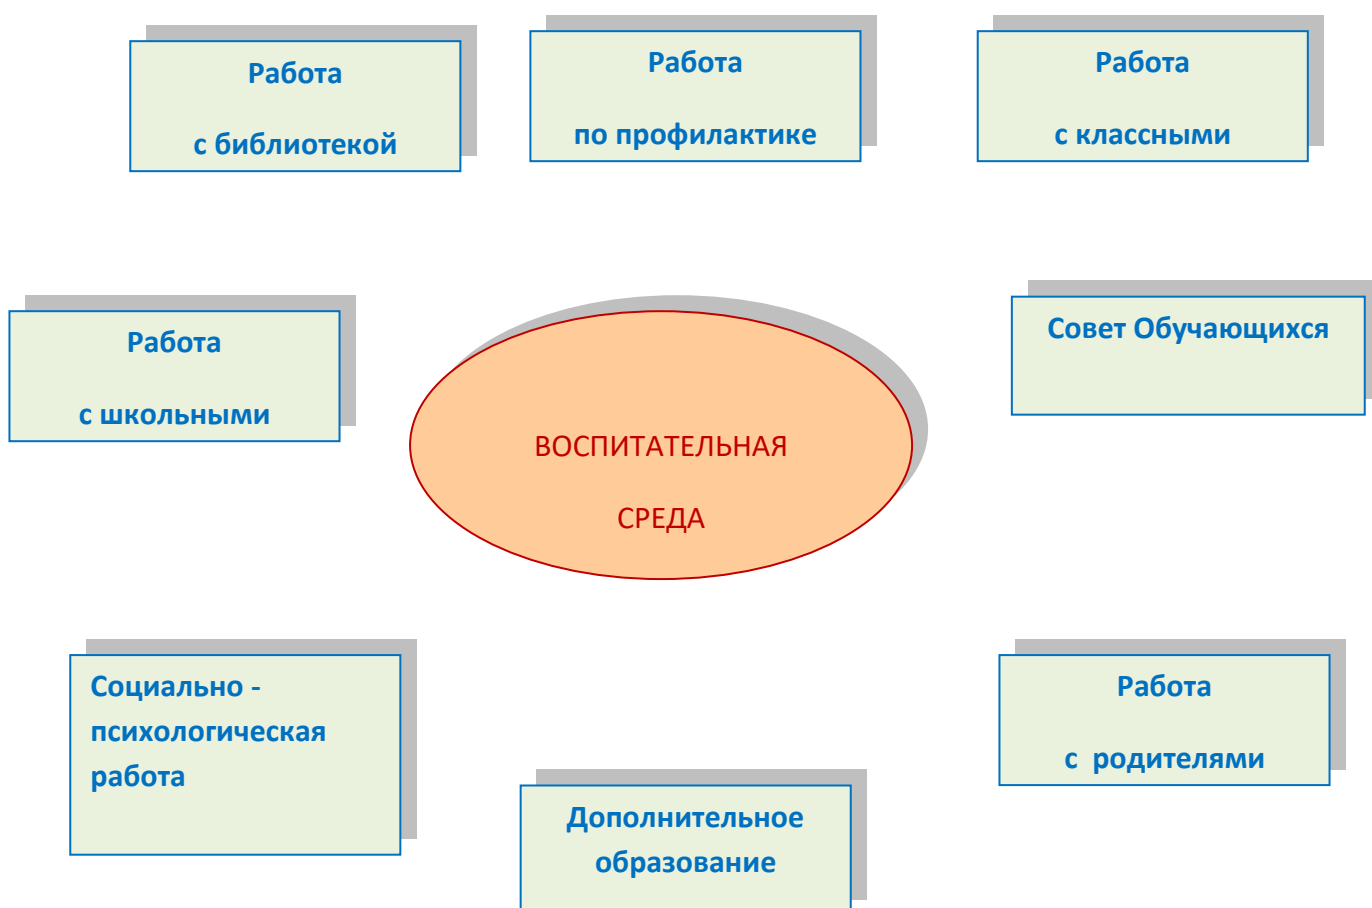 Работа
с библиотекой
Работа
по профилактике
Работа
с классными
Работа
с школьными
ВОСПИТАТЕЛЬНАЯ
СРЕДА
Совет Обучающихся
Социально -
психологическая
работа
Дополнительное
образование
Работа
с  родителями